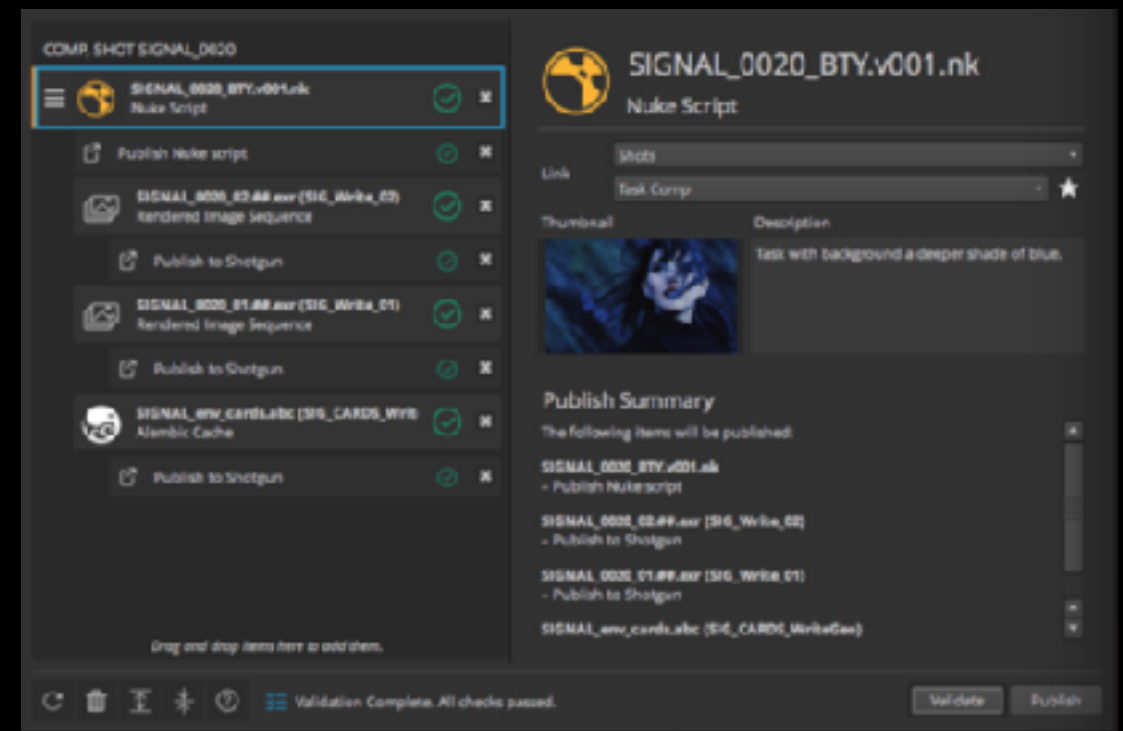 COMP, SHOT SIGNAL_0020
SIGNAL_0020_BTY.v001.nk
Nuke Script
Publish Nuke script
SIGNAL_0020_02.##.exr (SIG_Write_02)
Rendered Image Sequence
Publish to Shotgun
SIGNAL_0020_01.##.exr (SIG_Write_01)
Rendered Image Sequence
Publish to Shotgun
SIGNAL_env_cards.abc (SIG_CARDS_Writ
Alembic Cache
Publish to Shotgun
Drag and drop items here to add them.
SIGNAL_0020_BTY.v001.nk
Nuke Script
Link
Shots
Task Comp
Thumbnail
Description
Task with background a deeper shade of blue.
Publish Summary
The following items will be published:
SIGNAL_0020_BTY.v001.nk
- Publish Nuke script
SIGNAL_0020_02.##.exr (SIG_Write_02)
- Publish to Shotgun
SIGNAL_0020_01.##.exr (SIG_Write_01)
- Publish to Shotgun
SIGNAL_env_cards.abc (SIG_CARDS_WriteGeo)
Validation Complete. All checks passed.
Validate
Publish